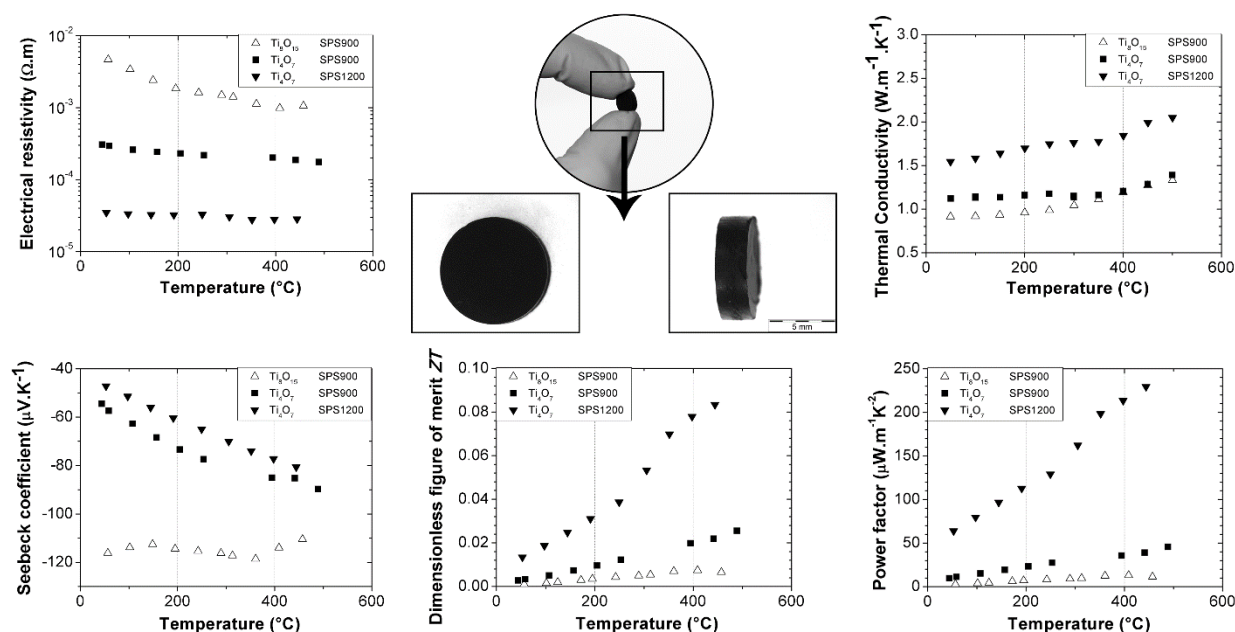 Electrical resistivity (Ω.m)
10⁻²
10⁻³
10⁻⁴
10⁻⁵
Ti₈O₁₅ SPS900
Ti₄O₇ SPS900
Ti₄O₇ SPS1200
0 200 400 600
Temperature (°C)
5 mm
Thermal Conductivity (W.m⁻¹.K⁻¹)
3.0
2.5
2.0
1.5
1.0
0.5
Ti₈O₁₅ SPS900
Ti₄O₇ SPS900
Ti₄O₇ SPS1200
0 200 400 600
Temperature (°C)
Seebeck coefficient (µV.K⁻¹)
-40
-60
-80
-100
-120
Ti₈O₁₅ SPS900
Ti₄O₇ SPS900
Ti₄O₇ SPS1200
0 200 400 600
Temperature (°C)
Dimensionless figure of merit ZT
0.10
0.08
0.06
0.04
0.02
0.00
Ti₈O₁₅ SPS900
Ti₄O₇ SPS900
Ti₄O₇ SPS1200
0 200 400 600
Temperature (°C)
Power factor (µW.m⁻¹K⁻²)
250
200
150
100
50
0
Ti₈O₁₅ SPS900
Ti₄O₇ SPS900
Ti₄O₇ SPS1200
0 200 400 600
Temperature (°C)